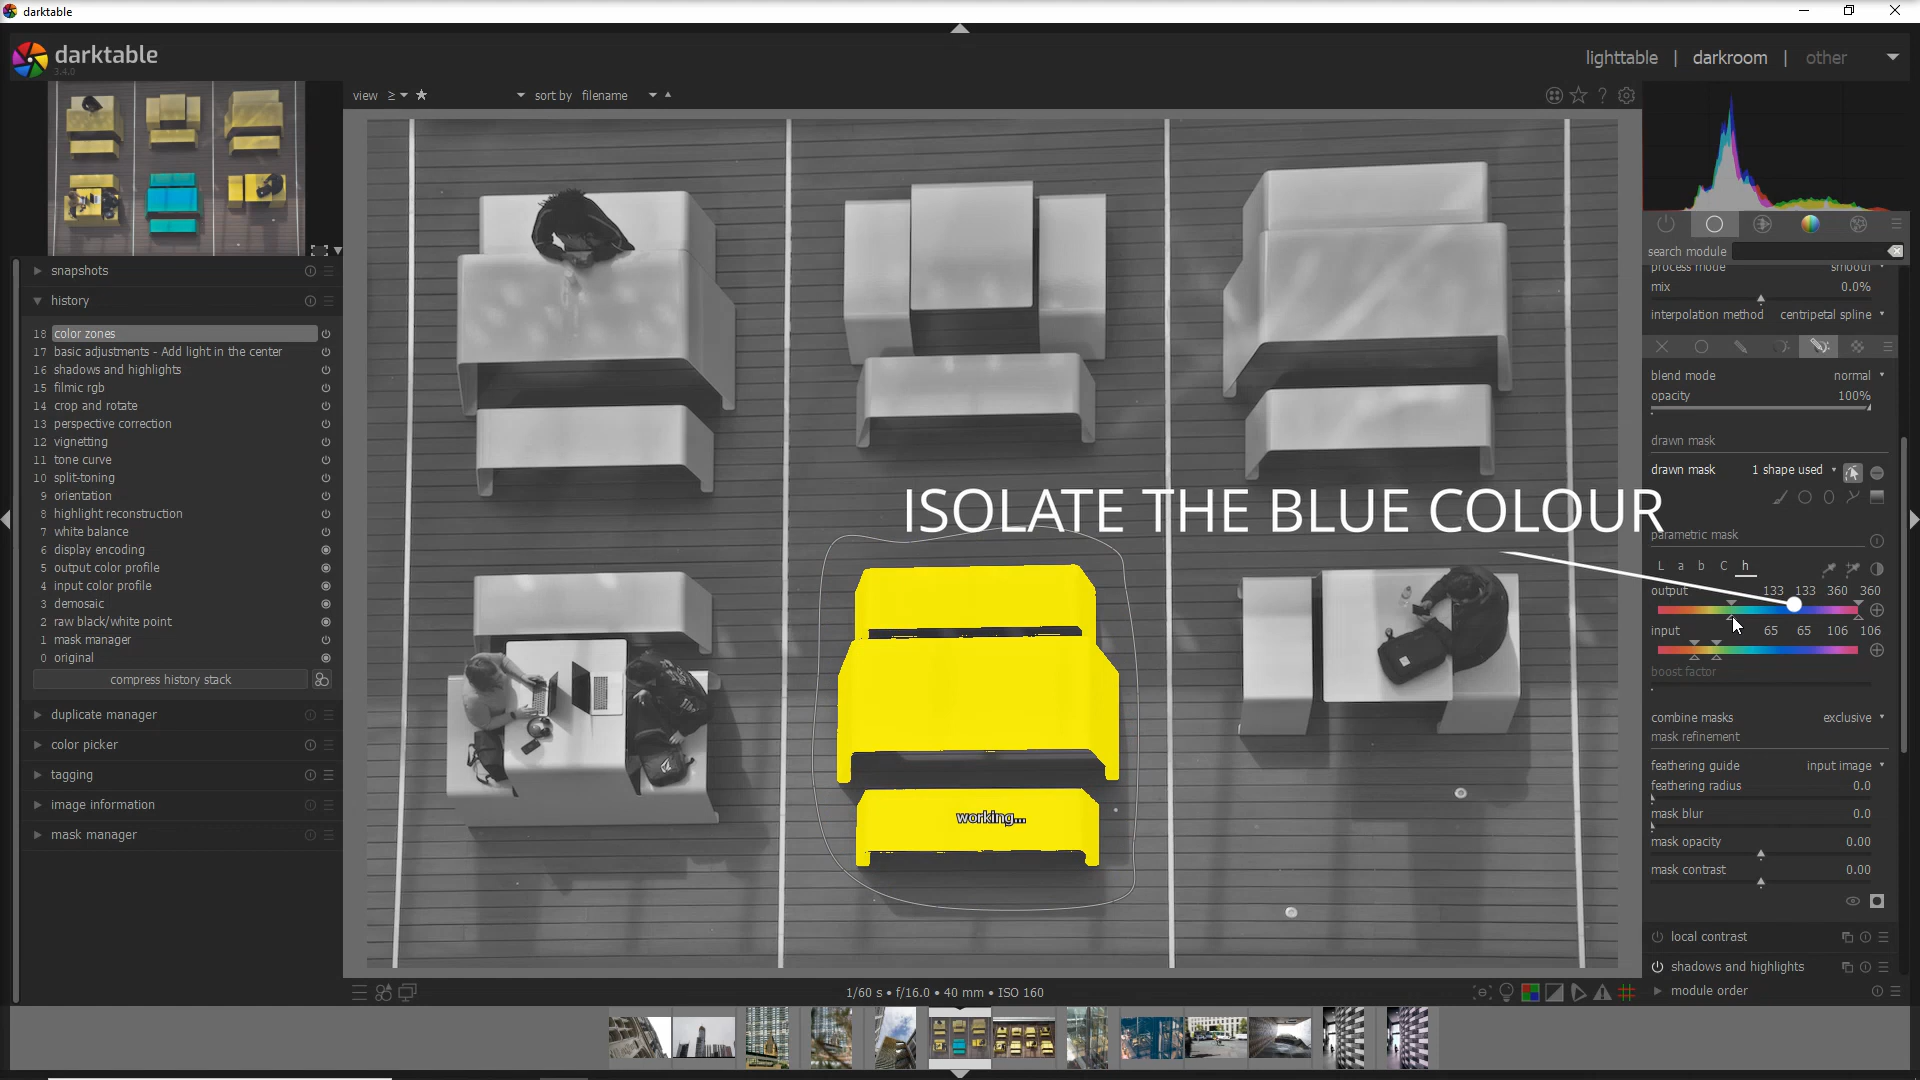 darktable
darktable
3.4.0
lighttable | darkroom | other
view ≥ ★ sort by filename
search module
snapshots
history
18 color zones
17 basic adjustments - Add light in the center
16 shadows and highlights
15 filmic rgb
14 crop and rotate
13 perspective correction
12 vignetting
11 tone curve
10 split-toning
9 orientation
8 highlight reconstruction
7 white balance
6 display encoding
5 output color profile
4 input color profile
3 demosaic
2 raw black/white point
1 mask manager
0 original
compress history stack
duplicate manager
color picker
tagging
image information
mask manager
ISOLATE THE BLUE COLOUR
working...
1/60 s • f/16.0 • 40 mm • ISO 160
process mode smooth
mix 0.0%
interpolation method centripetal spline
blend mode normal
opacity 100%
drawn mask
drawn mask 1 shape used
parametric mask
L a b C h
output 133 133 360 360
input 65 65 106 106
boost factor
combine masks exclusive
mask refinement
feathering guide input image
feathering radius 0.0
mask blur 0.0
mask opacity 0.00
mask contrast 0.00
local contrast
shadows and highlights
module order